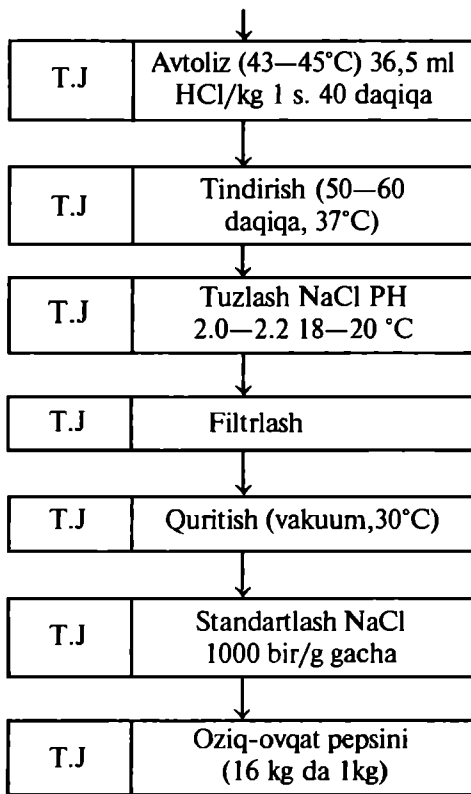 T.J
Avtoliz (43—45°C) 36,5 ml
HCl/kg 1 s. 40 daqiqa
T.J
Tindirish (50—60
daqiqa, 37°C)
T.J
Tuzlash NaCl PH
2.0—2.2 18—20 °C
T.J
Filtrlash
T.J
Quritish (vakuum,30°C)
T.J
Standartlash NaCl
1000 bir/g gacha
T.J
Oziq-ovqat pepsini
(16 kg da 1kg)